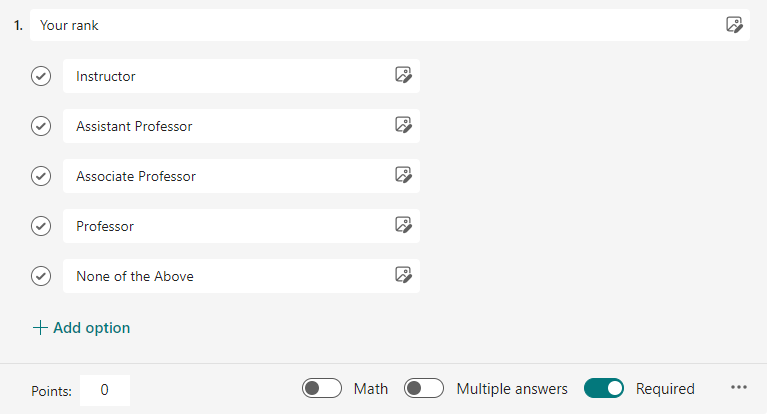 1. Your rank
Instructor
Assistant Professor
Associate Professor
Professor
None of the Above
+ Add option
Points: 0 Math Multiple answers Required